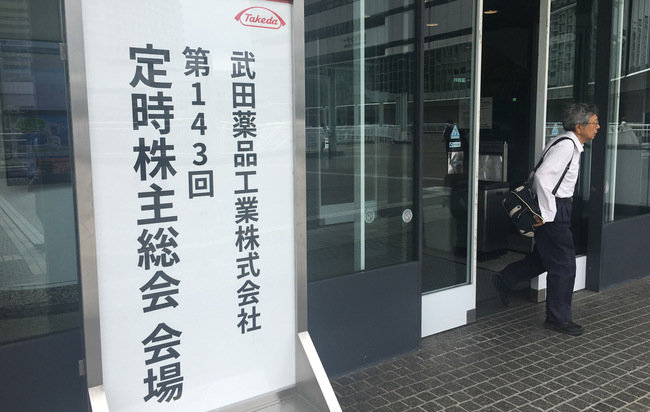 Takeda
武田薬品工業株式会社
第143回
定時株主総会 会場